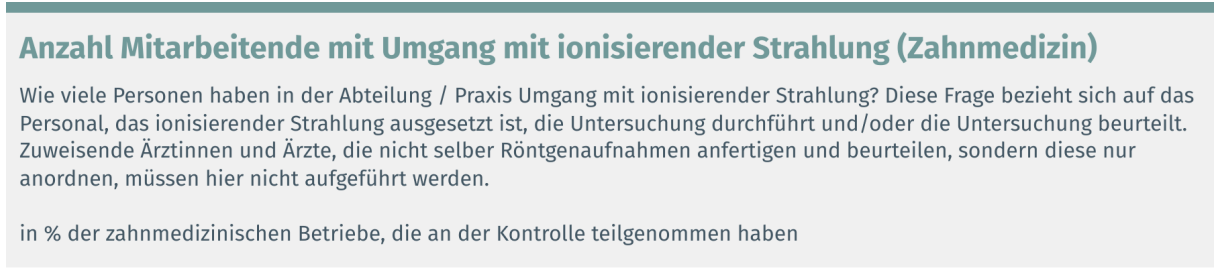 Anzahl Mitarbeitende mit Umgang mit ionisierender Strahlung (Zahnmedizin)
Wie viele Personen haben in der Abteilung / Praxis Umgang mit ionisierender Strahlung? Diese Frage bezieht sich auf das
Personal, das ionisierender Strahlung ausgesetzt ist, die Untersuchung durchführt und/oder die Untersuchung beurteilt.
Zuweisende Ärztinnen und Ärzte, die nicht selber Röntgenaufnahmen anfertigen und beurteilen, sondern diese nur
anordnen, müssen hier nicht aufgeführt werden.
in % der zahnmedizinischen Betriebe, die an der Kontrolle teilgenommen haben